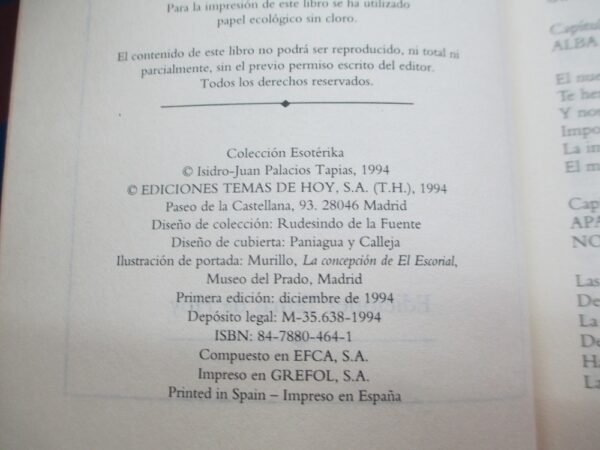 Para la impresión de este libro se ha utilizado
papel ecológico sin cloro.
El contenido de este libro no podrá ser reproducido, ni total ni
parcialmente, sin el previo permiso escrito del editor.
Todos los derechos reservados.
Colección Esotérika
© Isidro-Juan Palacios Tapias, 1994
© EDICIONES TEMAS DE HOY, S.A. (T.H.), 1994
Paseo de la Castellana, 93. 28046 Madrid
Diseño de colección: Rudesindo de la Fuente
Diseño de cubierta: Paniagua y Calleja
Ilustración de portada: Murillo, La concepción de El Escorial,
Museo del Prado, Madrid
Primera edición: diciembre de 1994
Depósito legal: M-35.638-1994
ISBN: 84-7880-464-1
Compuesto en EFCA, S.A.
Impreso en GREFOL, S.A.
Printed in Spain – Impreso en España
ALBA
El
Te
Y
La
El
Las
De
La
De
La